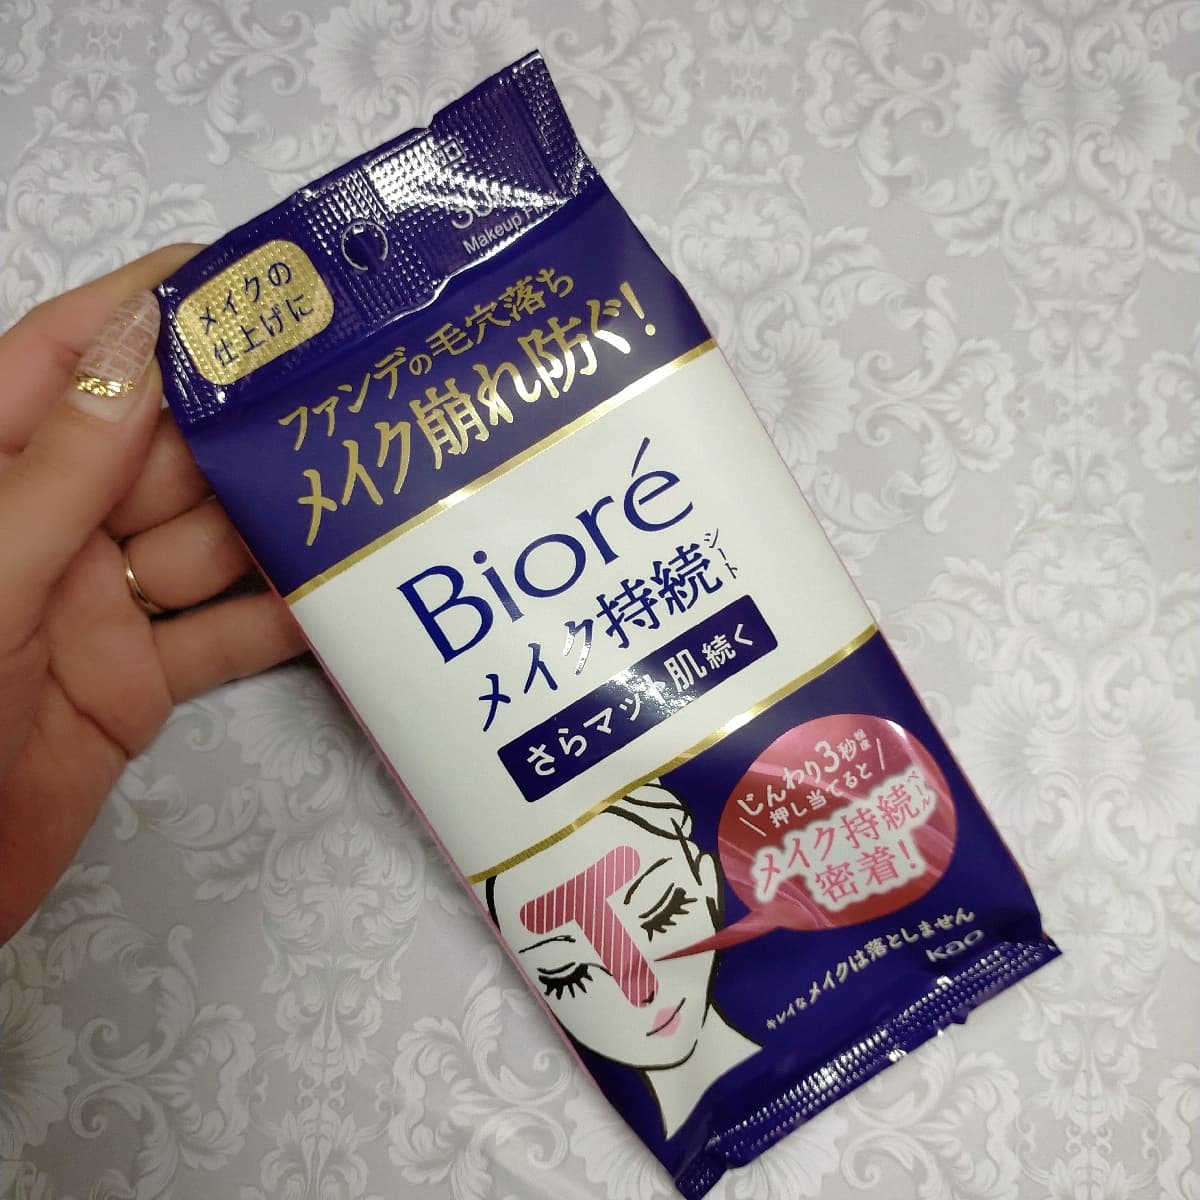 メイクの
仕上げに
Makeup
ファンデの毛穴落ち
メイク崩れ防ぐ!
Bioré
メイク持続シート
さらマット肌続く
じんわり3秒程度
押し当てると
メイク持続ベール
密着!
キレイなメイクは落としません
Kao